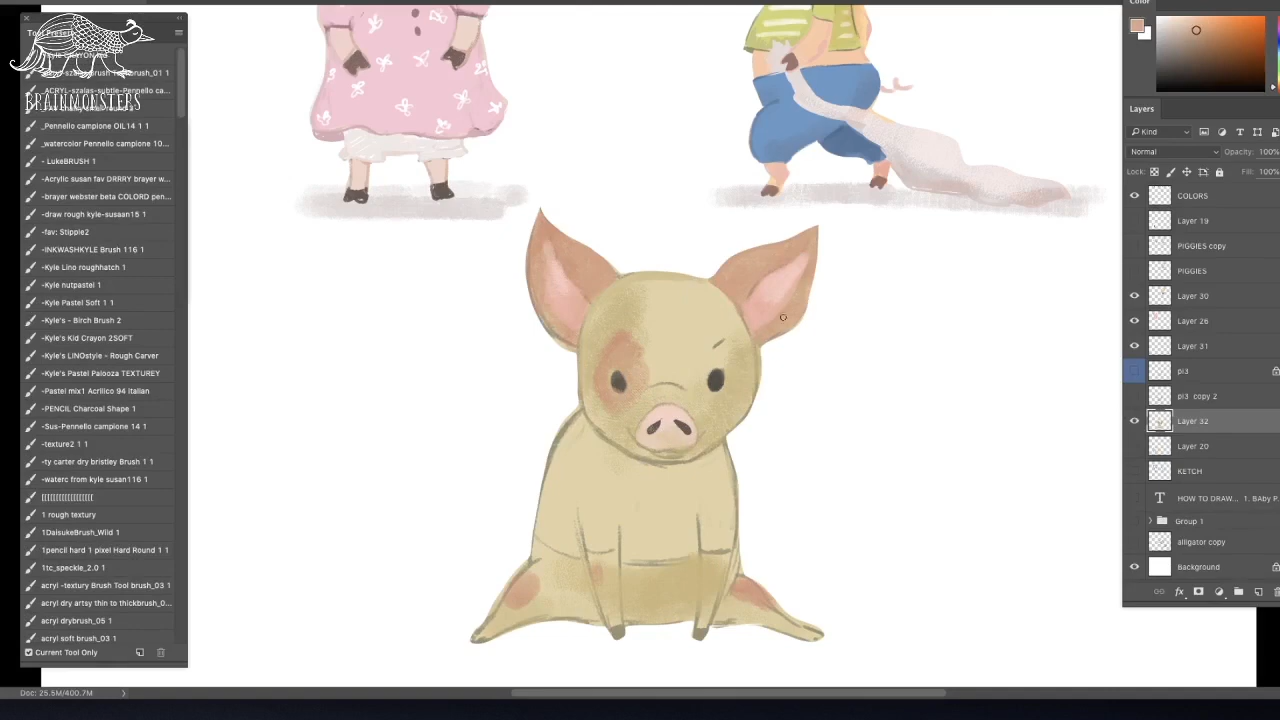 BRAINMONSTERS
_watercolor Pennello campione 10...
_Pennello campione OIL14 1 1
- LukeBRUSH 1
-Acrylic susan fav DRRRY brayer w...
-brayer webster beta COLORD pen...
-draw rough kyle-susaan15 1
-fav: Stipple2
-INKWASHKYLE Brush 116 1
-Kyle Lino roughhatch 1
-Kyle nutpastel 1
-Kyle Pastel Soft 1 1
-Kyle's - Birch Brush 2
-Kyle's Kid Crayon 2SOFT
-Kyle's LINOstyle - Rough Carver
-Kyle's Pastel Palooza TEXTUREY
-Pastel mix1 Acrilico 94 italian
-PENCIL Charcoal Shape 1
-Sus-Pennello campione 14 1
-texture2 1 1
-ty carter dry bristley Brush 1 1
-waterc from kyle susan116 1
[[[[[[[[[[[[[[[[[
1 rough textury
1DaisukeBrush_Wild 1
1pencil hard 1 pixel Hard Round 1 1
1tc_speckle_2.0 1
acryl -textury Brush Tool brush_03 1
acryl dry artsy thin to thickbrush_0...
acryl drybrush_05 1
acryl soft brush_03 1
Current Tool Only
Doc: 25.5M/400.7M
Color
Layers
Kind
Normal Opacity: 100%
Lock: Fill: 100%
COLORS
Layer 19
PIGGIES copy
PIGGIES
Layer 30
Layer 26
Layer 31
pi3
pi3 copy 2
Layer 32
Layer 20
KETCH
T HOW TO DRAW... 1. BAby P
Group 1
alligator copy
Background
fx